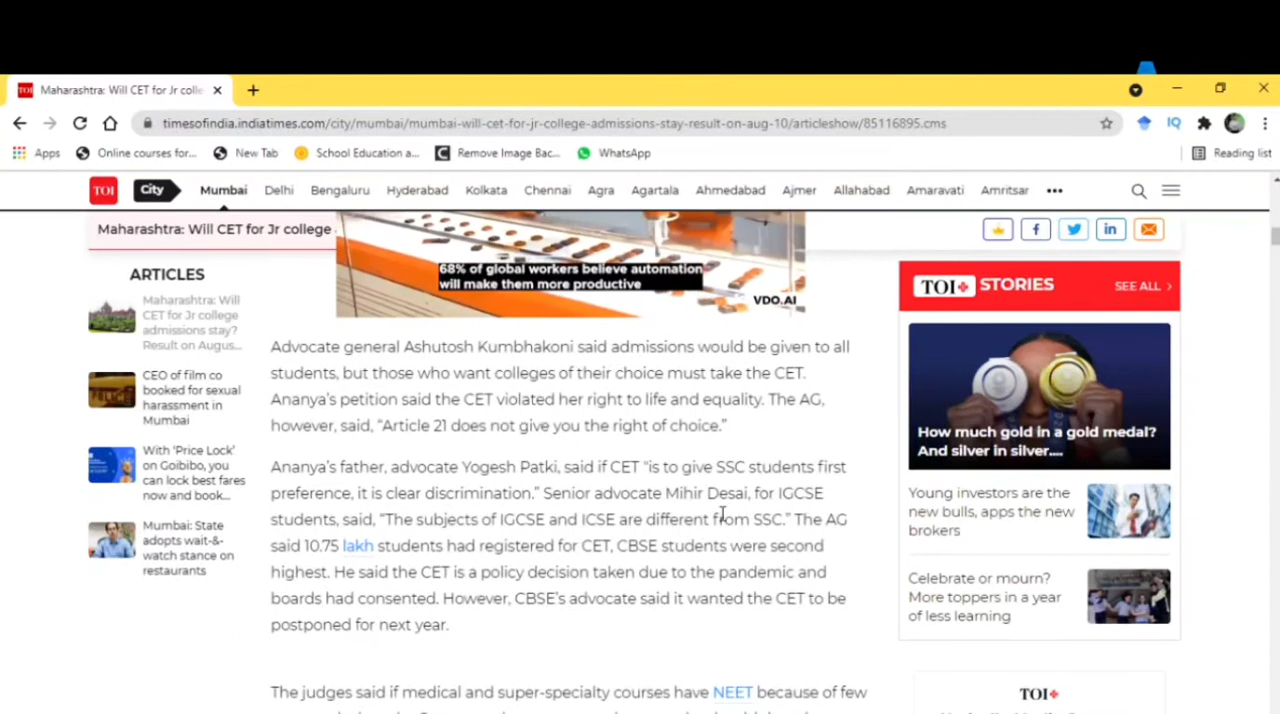 TOI Maharashtra: Will CET for Jr colle
timesofindia.indiatimes.com/city/mumbai/mumbai-will-cet-for-jr-college-admissions-stay-result-on-aug-10/articleshow/85116895.cms IQ
Apps Online courses for... New Tab School Education a... Remove Image Bac... WhatsApp Reading list
TOI City Mumbai Delhi Bengaluru Hyderabad Kolkata Chennai Agra Agartala Ahmedabad Ajmer Allahabad Amaravati Amritsar
Maharashtra: Will CET for Jr college
ARTICLES
Maharashtra: Will
CET for Jr college
admissions stay?
Result on Augus...
CEO of film co
booked for sexual
harassment in
Mumbai
With 'Price Lock'
on Goibibo, you
can lock best fares
now and book...
Mumbai: State
adopts wait-&-
watch stance on
restaurants
68% of global workers believe automation
will make them more productive
VDO.AI
Advocate general Ashutosh Kumbhakoni said admissions would be given to all
students, but those who want colleges of their choice must take the CET.
Ananya's petition said the CET violated her right to life and equality. The AG,
however, said, “Article 21 does not give you the right of choice.”
Ananya's father, advocate Yogesh Patki, said if CET “is to give SSC students first
preference, it is clear discrimination.” Senior advocate Mihir Desai, for IGCSE
students, said, “The subjects of IGCSE and ICSE are different from SSC.” The AG
said 10.75 lakh students had registered for CET, CBSE students were second
highest. He said the CET is a policy decision taken due to the pandemic and
boards had consented. However, CBSE's advocate said it wanted the CET to be
postponed for next year.
The judges said if medical and super-specialty courses have NEET because of few
f in
TOI+ STORIES SEE ALL
How much gold in a gold medal?
And silver in silver....
Young investors are the
new bulls, apps the new
brokers
Celebrate or mourn?
More toppers in a year
of less learning
TOI+